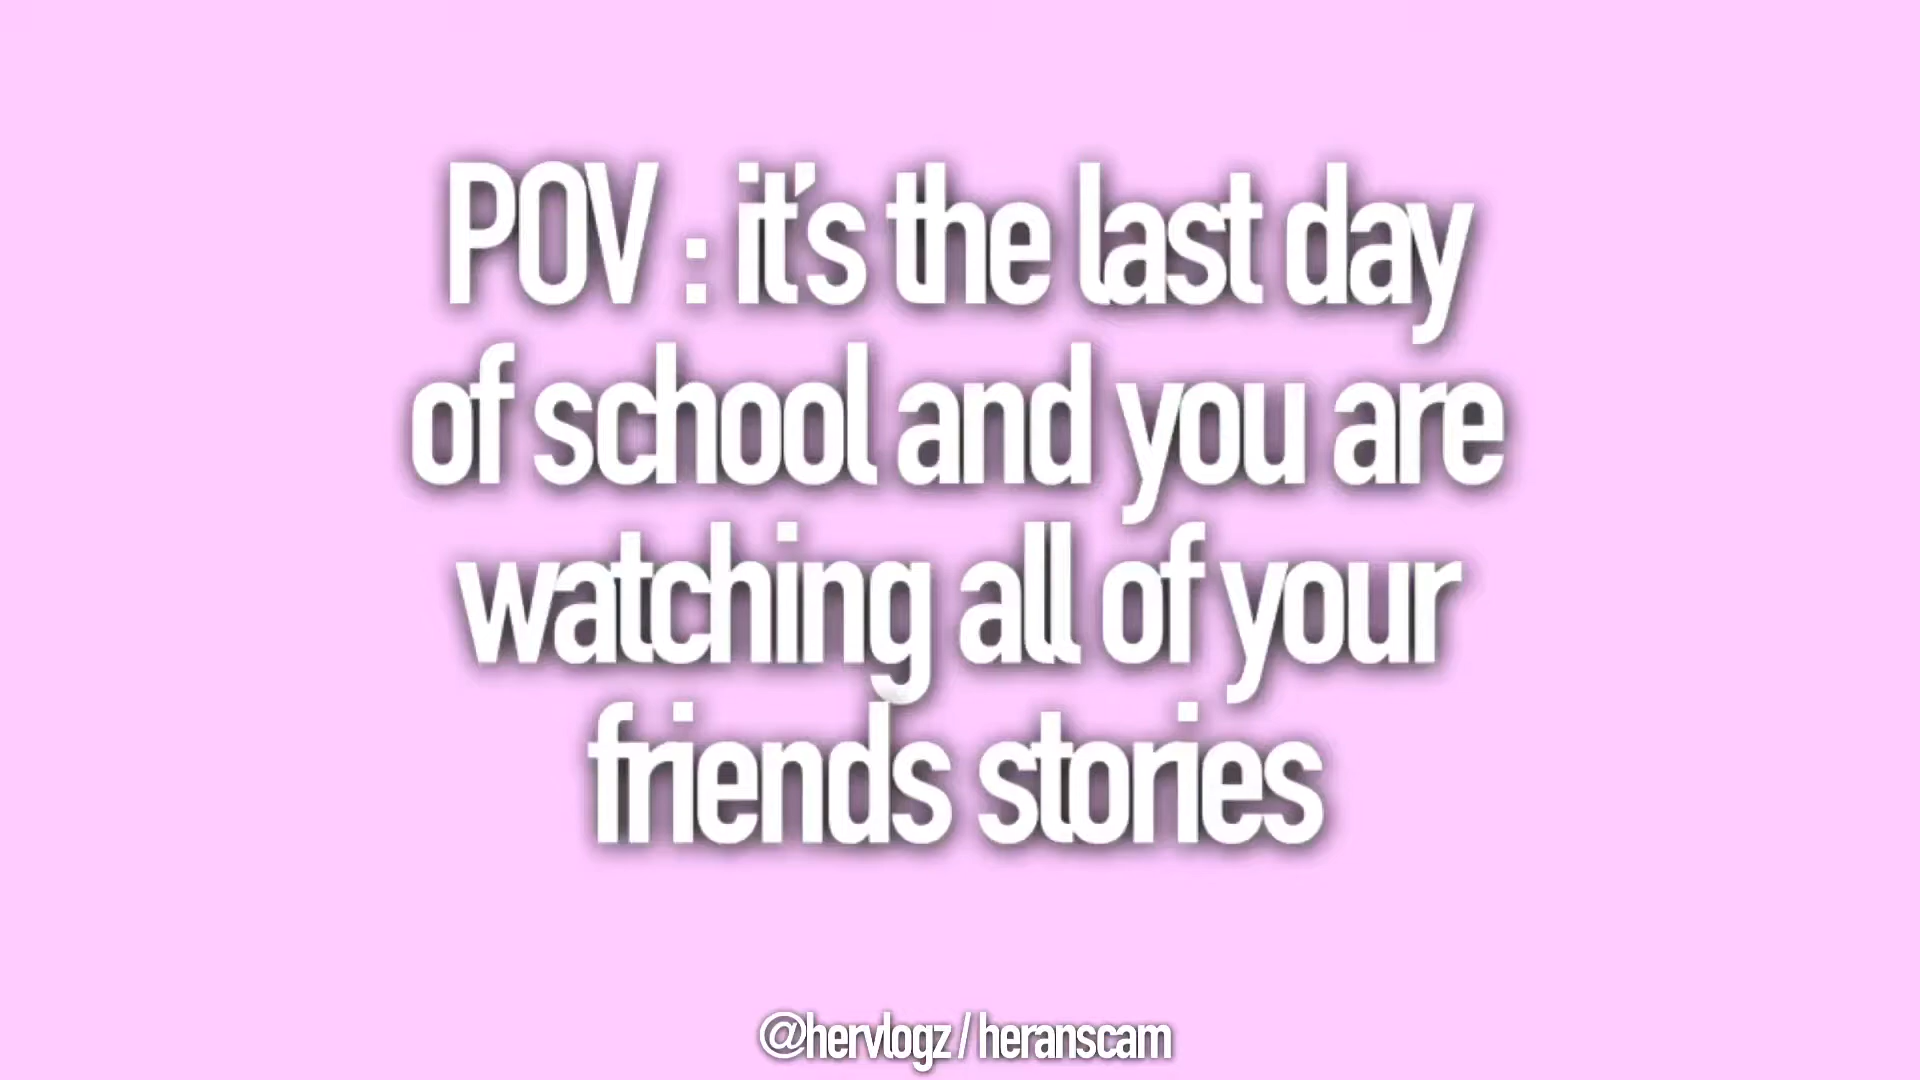 POV : it's the last day
of school and you are
watching all of your
friends stories
@hervlogz / heranscam